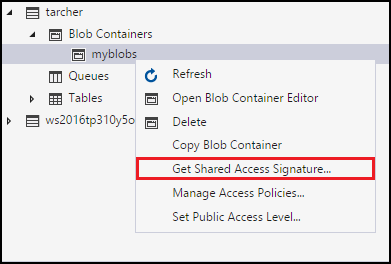 tarcher
Blob Containers
myblobs
Refresh
Queues
Open Blob Container Editor
Tables
Delete
ws2016tp310y5o
Copy Blob Container
Get Shared Access Signature...
Manage Access Policies...
Set Public Access Level...